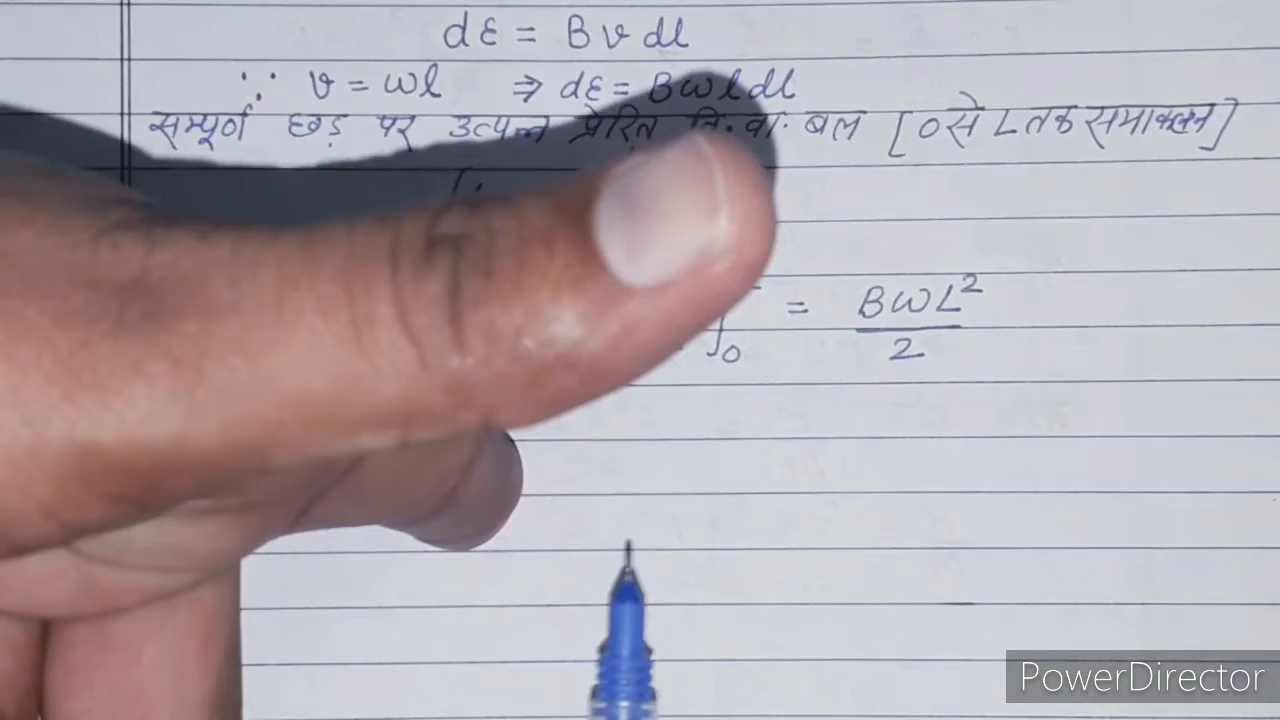 dε = B v dl
∵ v = ωl ⇒ dε = Bωl dl
सम्पूर्ण छड़ पर उत्पन्न प्रेरित वि. वा. बल [0 से L तक समाकलन]
∫₀ = BωL²/2
PowerDirector